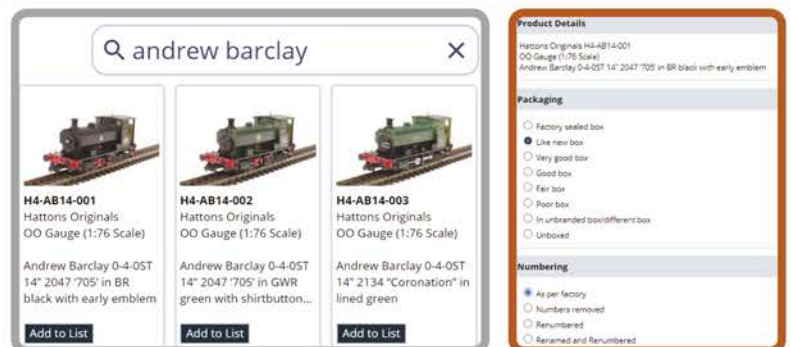 andrew barclay
H4-AB14-001
Hattons Originals
OO Gauge (1:76 Scale)
Andrew Barclay 0-4-0ST
14" 2047 '705' in BR
black with early emblem
Add to List
H4-AB14-002
Hattons Originals
OO Gauge (1:76 Scale)
Andrew Barclay 0-4-0ST
14" 2047 '705' in GWR
green with shirtbutton...
Add to List
H4-AB14-003
Hattons Originals
OO Gauge (1:76 Scale)
Andrew Barclay 0-4-0ST
14" 2134 "Coronation" in
lined green
Add to List
Product Details
Hattons Originals H4-AB14-001
OO Gauge (1:76 Scale)
Andrew Barclay 0-4-0ST 14" 2047 '705' in BR black with early emblem
Packaging
Factory sealed box
Like new box
Very good box
Good box
Fair box
Poor box
In unbranded box/different box
Unboxed
Numbering
As per factory
Numbers removed
Renumbered
Renamed and Renumbered